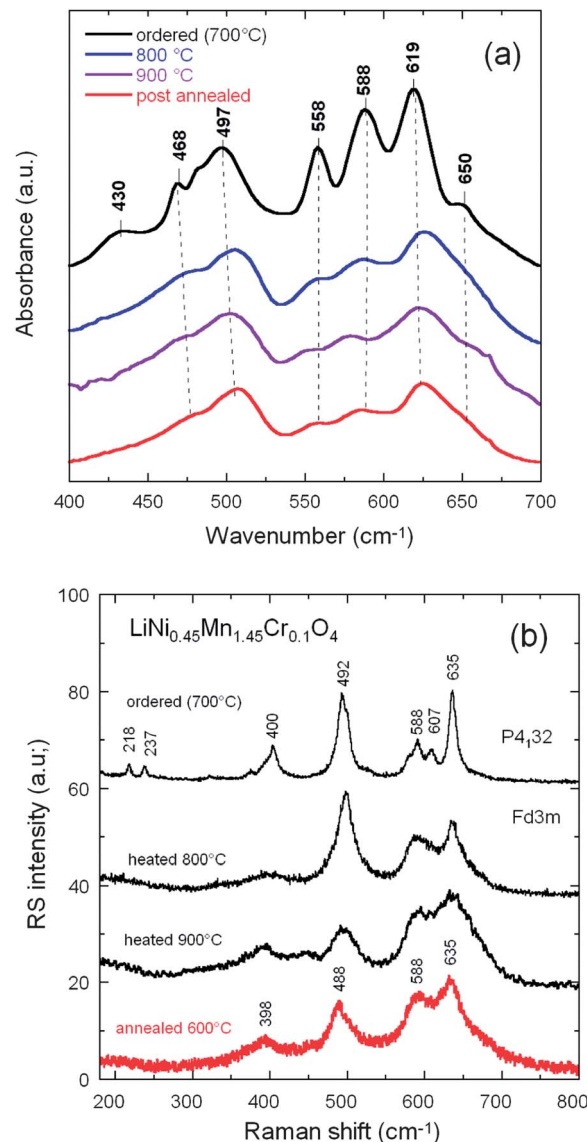 ordered (700°C)
800 °C
900 °C
post annealed
(a)
430
468
497
558
588
619
650
Absorbance (a.u.)
400 450 500 550 600 650 700
Wavenumber (cm⁻¹)
100
80
60
40
20
0
LiNi₀.₄₅Mn₁.₄₅Cr₀.₁O₄
(b)
ordered (700°C)
218
237
400
492
588
607
635
P4₁32
Fd3m
heated 800°C
heated 900°C
annealed 600°C
398
488
588
635
RS intensity (a.u;)
200 300 400 500 600 700 800
Raman shift (cm⁻¹)